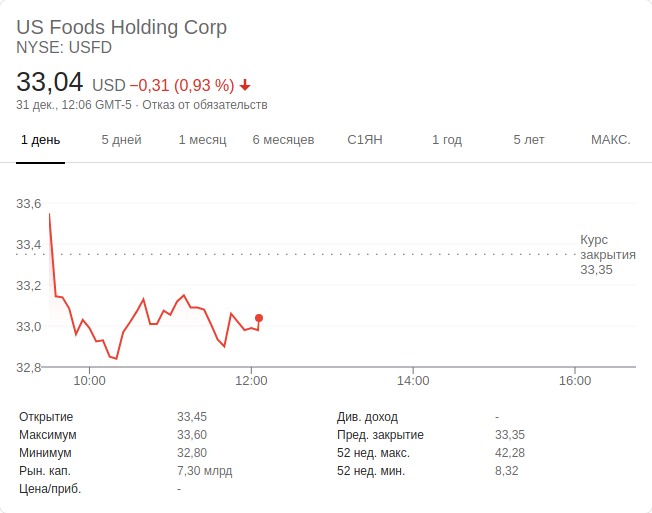 US Foods Holding Corp
NYSE: USFD
33,04 USD −0,31 (0,93 %)
31 дек., 12:06 GMT-5 · Отказ от обязательств
1 день 5 дней 1 месяц 6 месяцев С1ЯН 1 год 5 лет МАКС.
33,6
33,4
33,2
33,0
32,8
Курс
закрытия
33,35
10:00 12:00 14:00 16:00
Открытие 33,45 Див. доход -
Максимум 33,60 Пред. закрытие 33,35
Минимум 32,80 52 нед. макс. 42,28
Рын. кап. 7,30 млрд 52 нед. мин. 8,32
Цена/приб. -